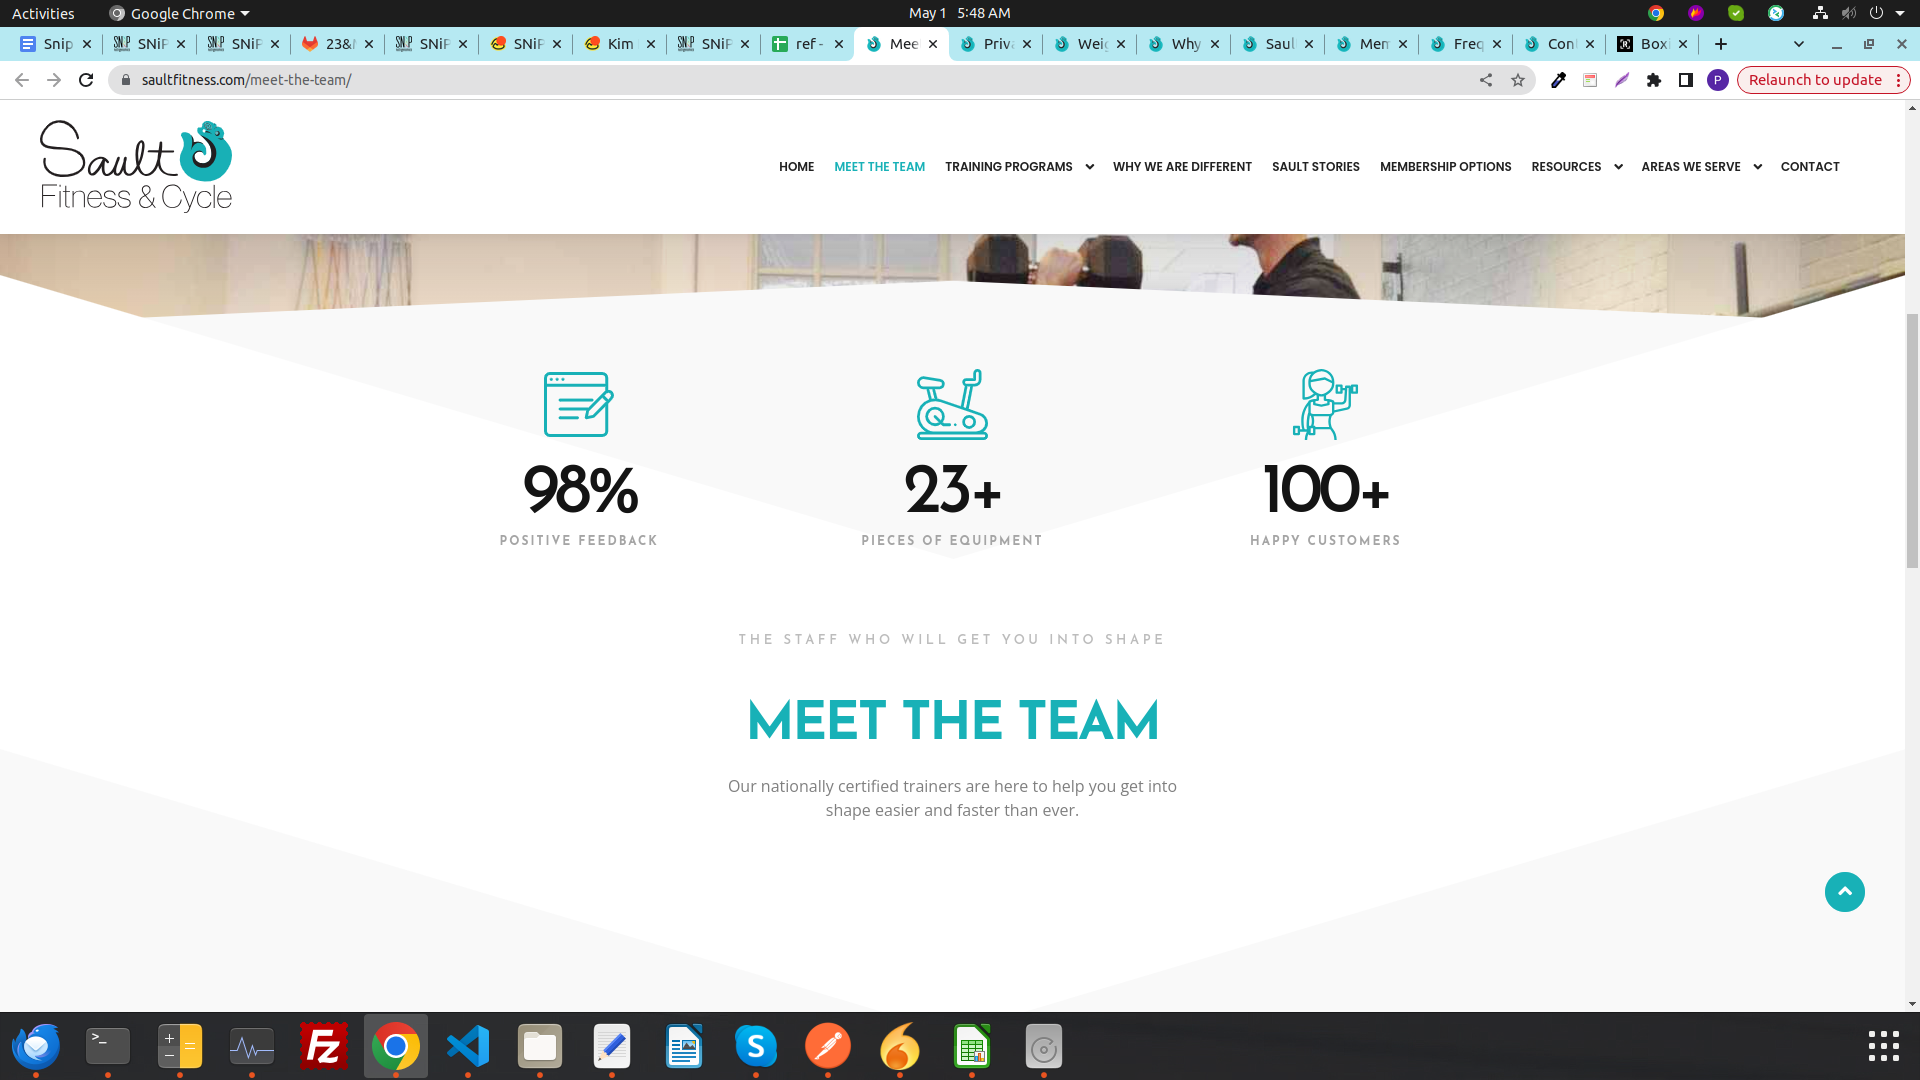 Activities
Google Chrome
May 1 5:48 AM
Snip
SNiP
SNiP
23&
SNiP
SNiP
Kim
SNiP
ref -
Mee
Priv
Weig
Why
Sault
Mem
Freq
Con
Boxi
saultfitness.com/meet-the-team/
P
Relaunch to update
Sault
Fitness & Cycle
HOME
MEET THE TEAM
TRAINING PROGRAMS
WHY WE ARE DIFFERENT
SAULT STORIES
MEMBERSHIP OPTIONS
RESOURCES
AREAS WE SERVE
CONTACT
98%
POSITIVE FEEDBACK
23+
PIECES OF EQUIPMENT
100+
HAPPY CUSTOMERS
THE STAFF WHO WILL GET YOU INTO SHAPE
MEET THE TEAM
Our nationally certified trainers are here to help you get into
shape easier and faster than ever.